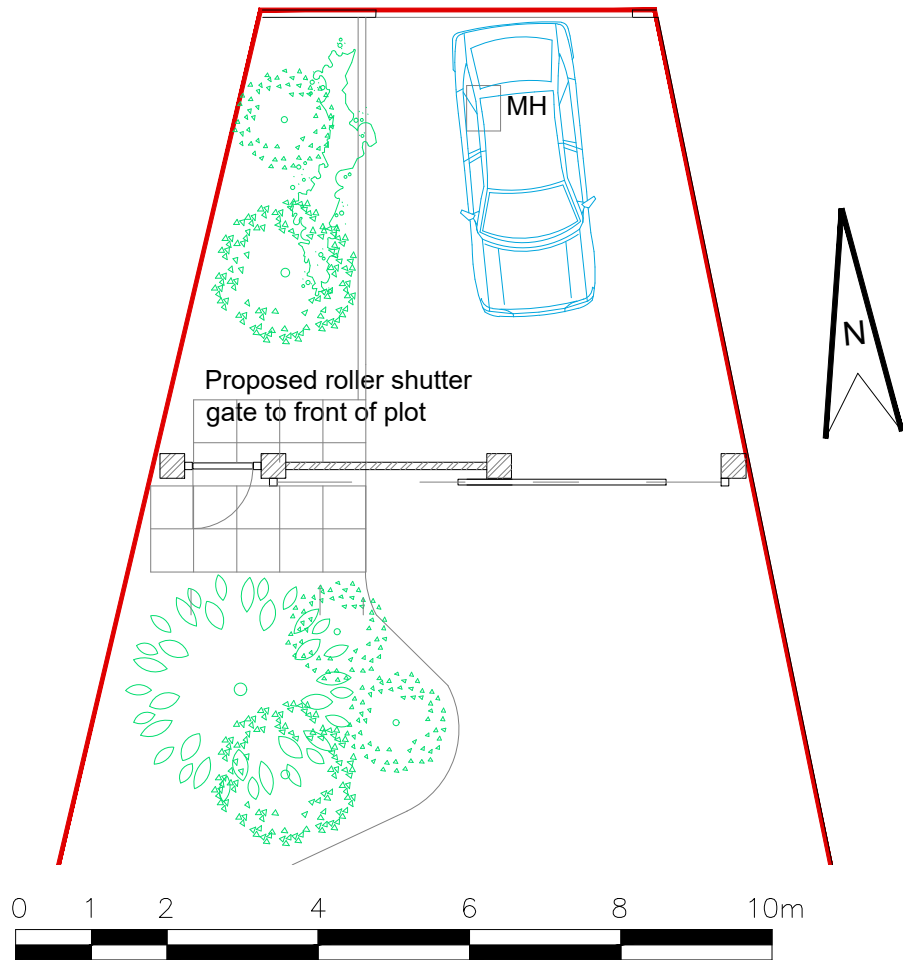 MH
N
Proposed roller shutter
gate to front of plot
0 1 2 4 6 8 10m